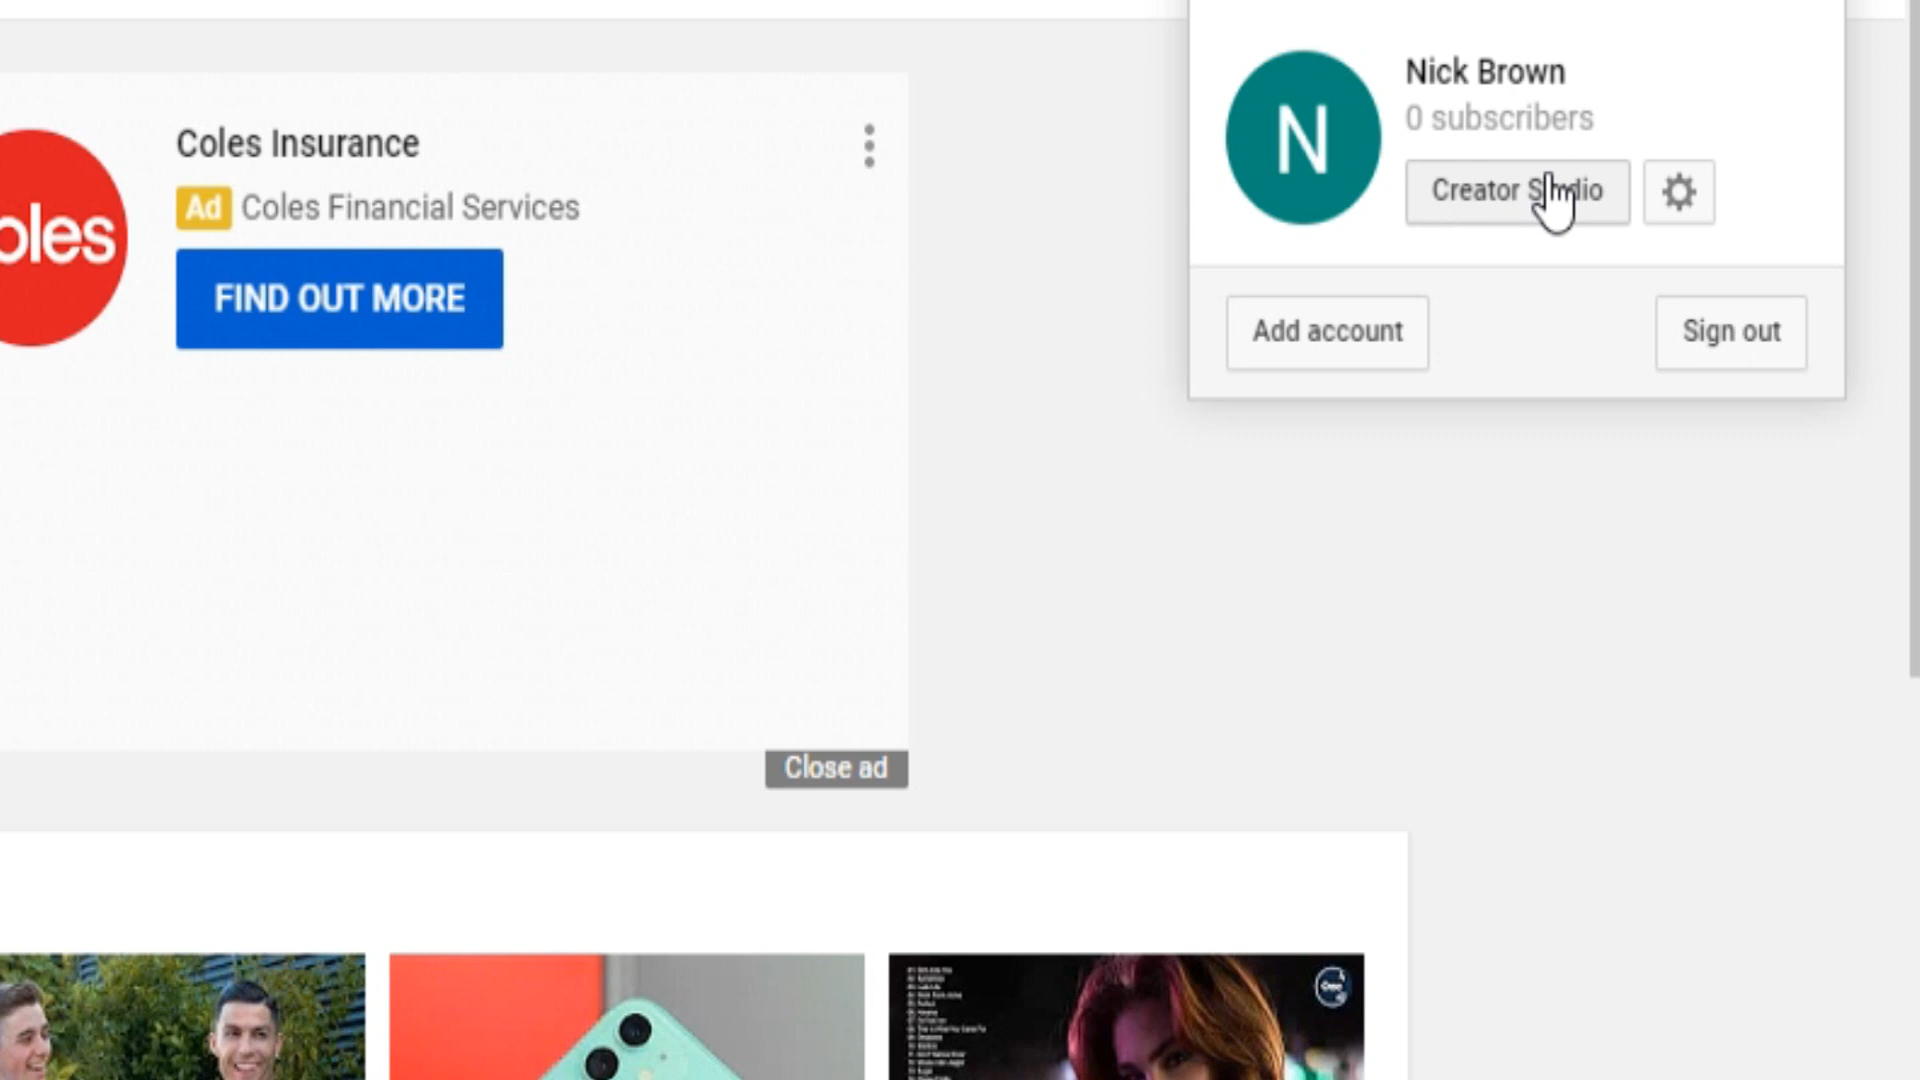 Nick Brown
0 subscribers
Creator Studio
Add account
Sign out
oles
Coles Insurance
Ad Coles Financial Services
FIND OUT MORE
Close ad
N